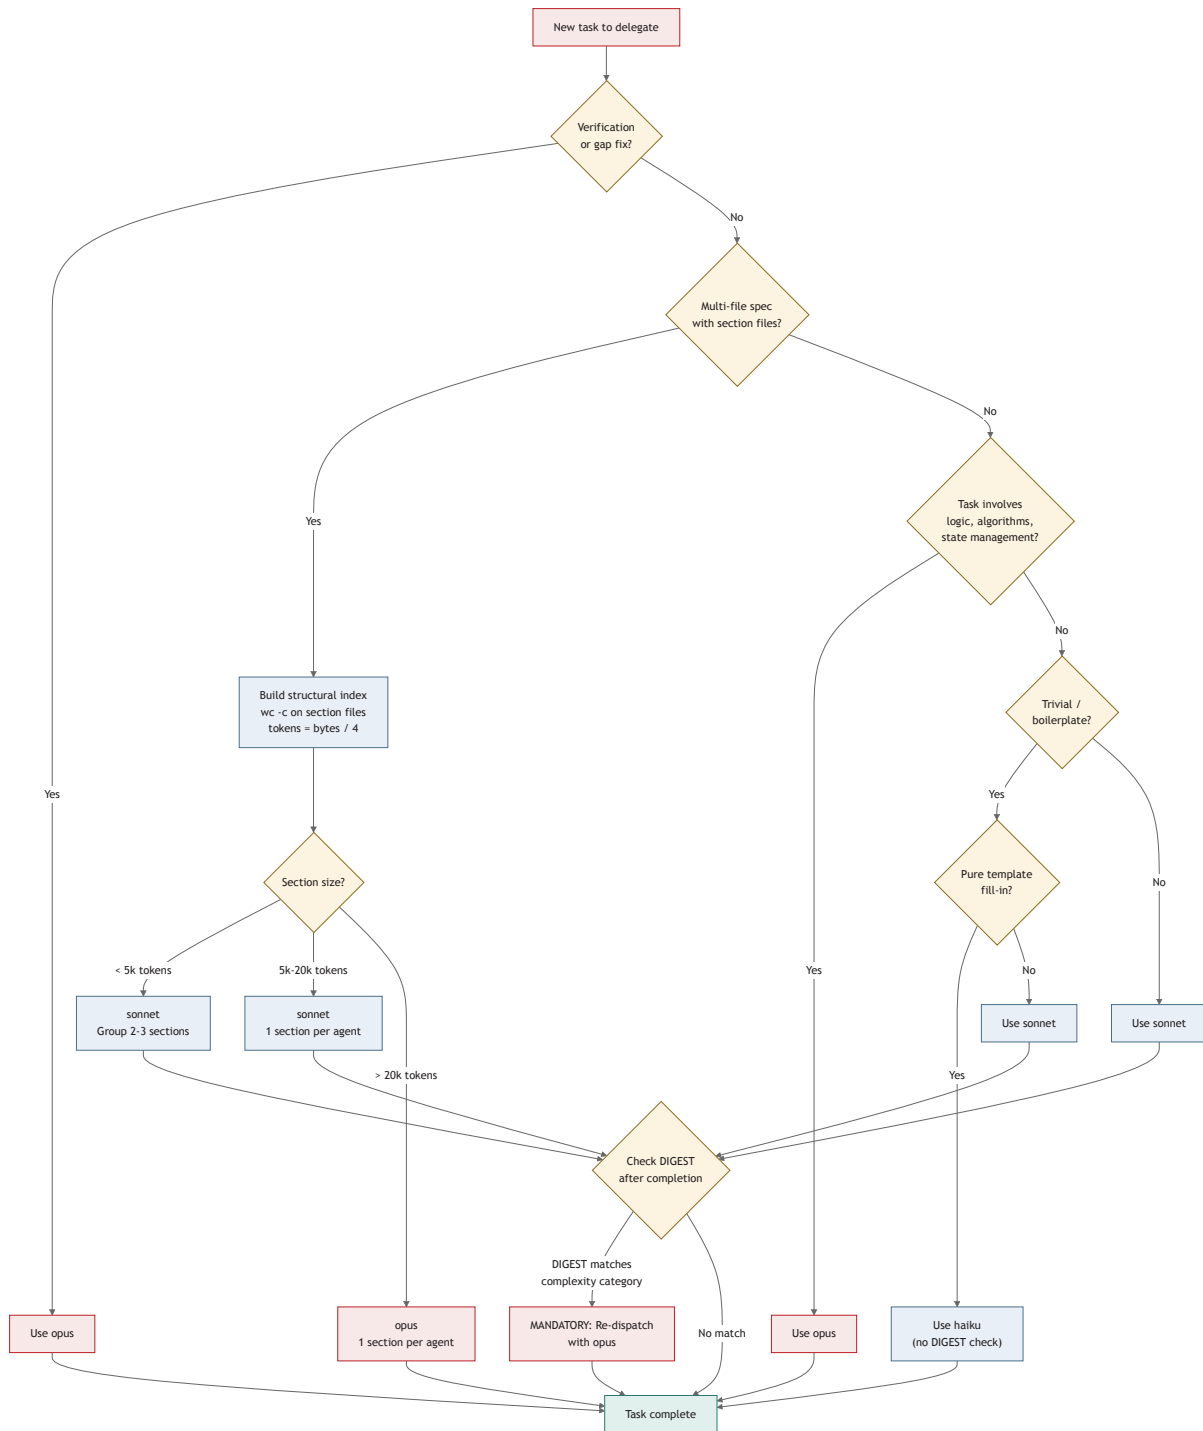 New task to delegate
Verification
or gap fix?
No
Multi-file spec
with section files?
No
Yes
Task involves
logic, algorithms,
state management?
No
Build structural index
wc -c on section files
tokens = bytes / 4
Trivial /
boilerplate?
Yes
Yes
Section size?
Pure template
fill-in?
No
< 5k tokens
5k-20k tokens
Yes
No
sonnet
Group 2-3 sections
sonnet
1 section per agent
Use sonnet
Use sonnet
> 20k tokens
Yes
Check DIGEST
after completion
DIGEST matches
complexity category
Use opus
opus
1 section per agent
MANDATORY: Re-dispatch
with opus
No match
Use opus
Use haiku
(no DIGEST check)
Task complete